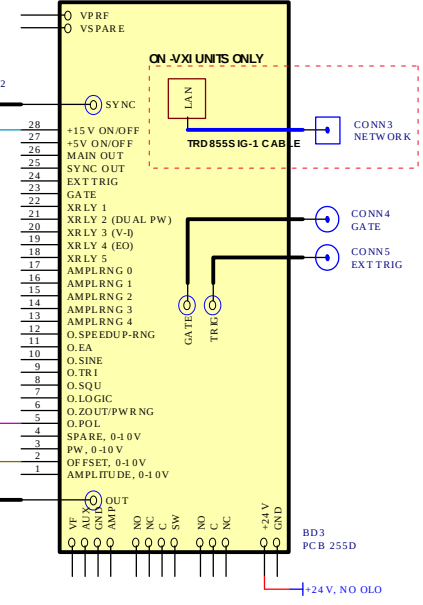 VPRF
VSPARE
ON -VXI UNITS ONLY
2
SYNC
LAN
CONN3
NETWORK
TRD855SIG-1 CABLE
28 +15V ON/OFF
27 +5V ON/OFF
26 MAIN OUT
25 SYNC OUT
24 EXT TRIG
23 GATE
22 XRLY 1
21 XRLY 2 (DUAL PW)
20 XRLY 3 (V-I)
19 XRLY 4 (EO)
18 XRLY 5
17 AMPLRNG 0
16 AMPLRNG 1
15 AMPLRNG 2
14 AMPLRNG 3
13 AMPLRNG 4
12 O.SPEEDUP-RNG
11 O.EA
10 O.SINE
9 O.TRI
8 O.SQU
7 O.LOGIC
6 O.ZOUT/PWRNG
5 O.POL
4 SPARE, 0-10V
3 PW, 0-10V
2 OFFSET, 0-10V
1 AMPLITUDE, 0-10V
CONN4
GATE
CONN5
EXT TRIG
GATE
TRIG
OUT
VF
AUX
GND
AMP
NO
NC
C
SW
NO
C
NC
+24V
GND
BD3
PCB 255D
+24V, NO OLO